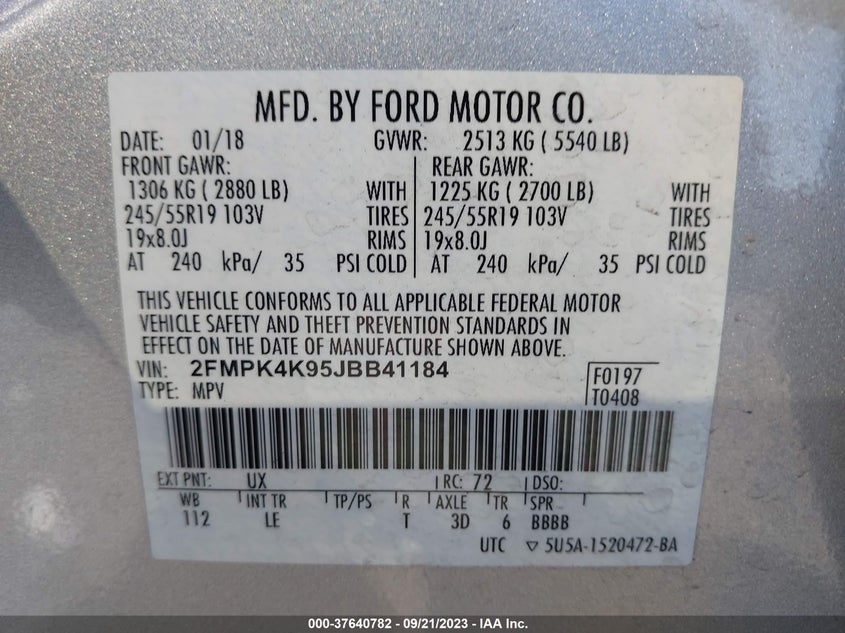 MFD. BY FORD MOTOR CO.
DATE: 01/18 GVWR: 2513 KG ( 5540 LB)
FRONT GAWR: REAR GAWR:
1306 KG ( 2880 LB) WITH 1225 KG ( 2700 LB) WITH
245/55R19 103V TIRES 245/55R19 103V TIRES
19x8.0J RIMS 19x8.0J RIMS
AT 240 kPa/ 35 PSI COLD AT 240 kPa/ 35 PSI COLD
THIS VEHICLE CONFORMS TO ALL APPLICABLE FEDERAL MOTOR
VEHICLE SAFETY AND THEFT PREVENTION STANDARDS IN
EFFECT ON THE DATE OF MANUFACTURE SHOWN ABOVE.
VIN: 2FMPK4K95JBB41184 F0197
TYPE: MPV T0408
EXT PNT: UX RC: 72 DSO:
WB INT TR TP/PS R AXLE TR SPR
112 LE T 3D 6 BBBB
UTC ▽ 5U5A-1520472-BA
000-37640782 - 09/21/2023 - IAA Inc.